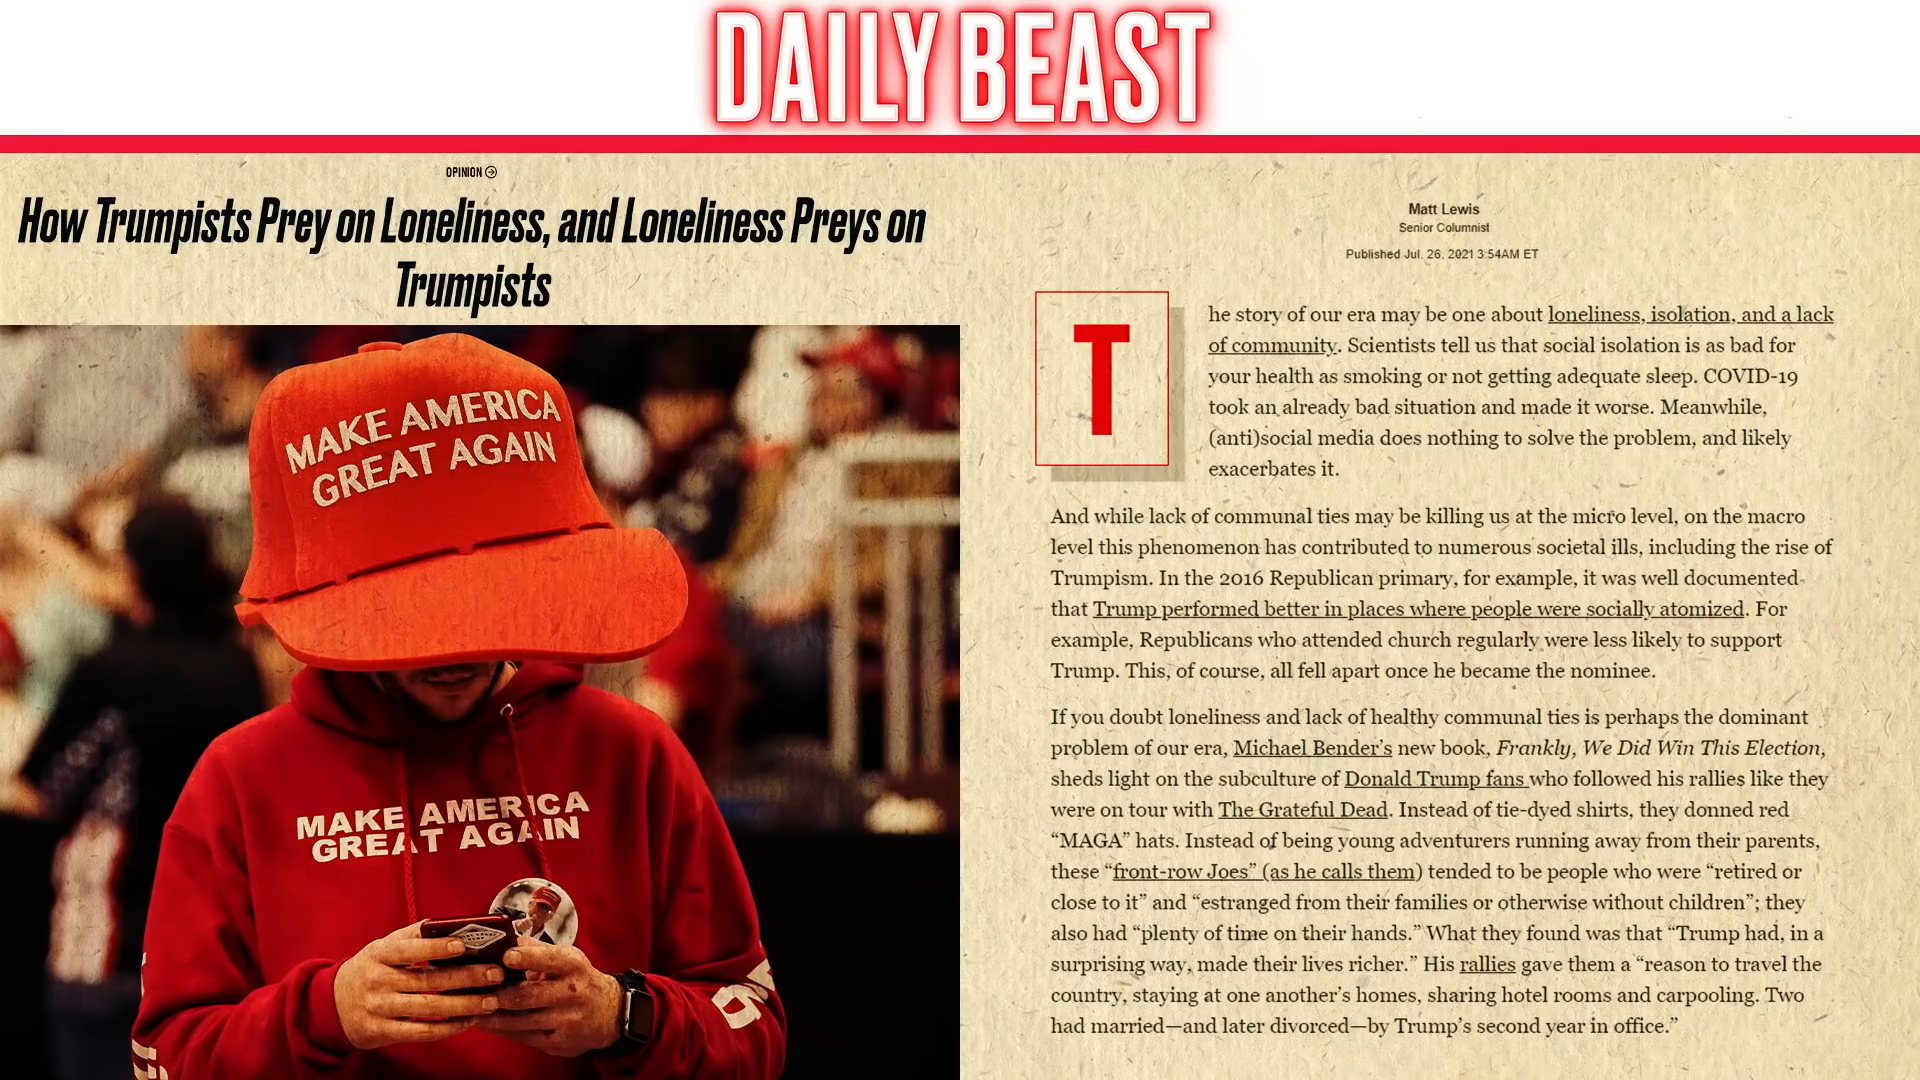 DAILY BEAST
OPINION
How Trumpists Prey on Loneliness, and Loneliness Preys on
Trumpists
MAKE AMERICA
GREAT AGAIN
MAKE AMERICA
GREAT AGAIN
Matt Lewis
Senior Columnist
Published Jul. 26, 2021 3:54AM ET
The story of our era may be one about loneliness, isolation, and a lack
of community. Scientists tell us that social isolation is as bad for
your health as smoking or not getting adequate sleep. COVID-19
took an already bad situation and made it worse. Meanwhile,
(anti)social media does nothing to solve the problem, and likely
exacerbates it.
And while lack of communal ties may be killing us at the micro level, on the macro
level this phenomenon has contributed to numerous societal ills, including the rise of
Trumpism. In the 2016 Republican primary, for example, it was well documented
that Trump performed better in places where people were socially atomized. For
example, Republicans who attended church regularly were less likely to support
Trump. This, of course, all fell apart once he became the nominee.
If you doubt loneliness and lack of healthy communal ties is perhaps the dominant
problem of our era, Michael Bender’s new book, Frankly, We Did Win This Election,
sheds light on the subculture of Donald Trump fans who followed his rallies like they
were on tour with The Grateful Dead. Instead of tie-dyed shirts, they donned red
“MAGA” hats. Instead of being young adventurers running away from their parents,
these “front-row Joes” (as he calls them) tended to be people who were “retired or
close to it” and “estranged from their families or otherwise without children”; they
also had “plenty of time on their hands.” What they found was that “Trump had, in a
surprising way, made their lives richer.” His rallies gave them a “reason to travel the
country, staying at one another’s homes, sharing hotel rooms and carpooling. Two
had married—and later divorced—by Trump’s second year in office.”